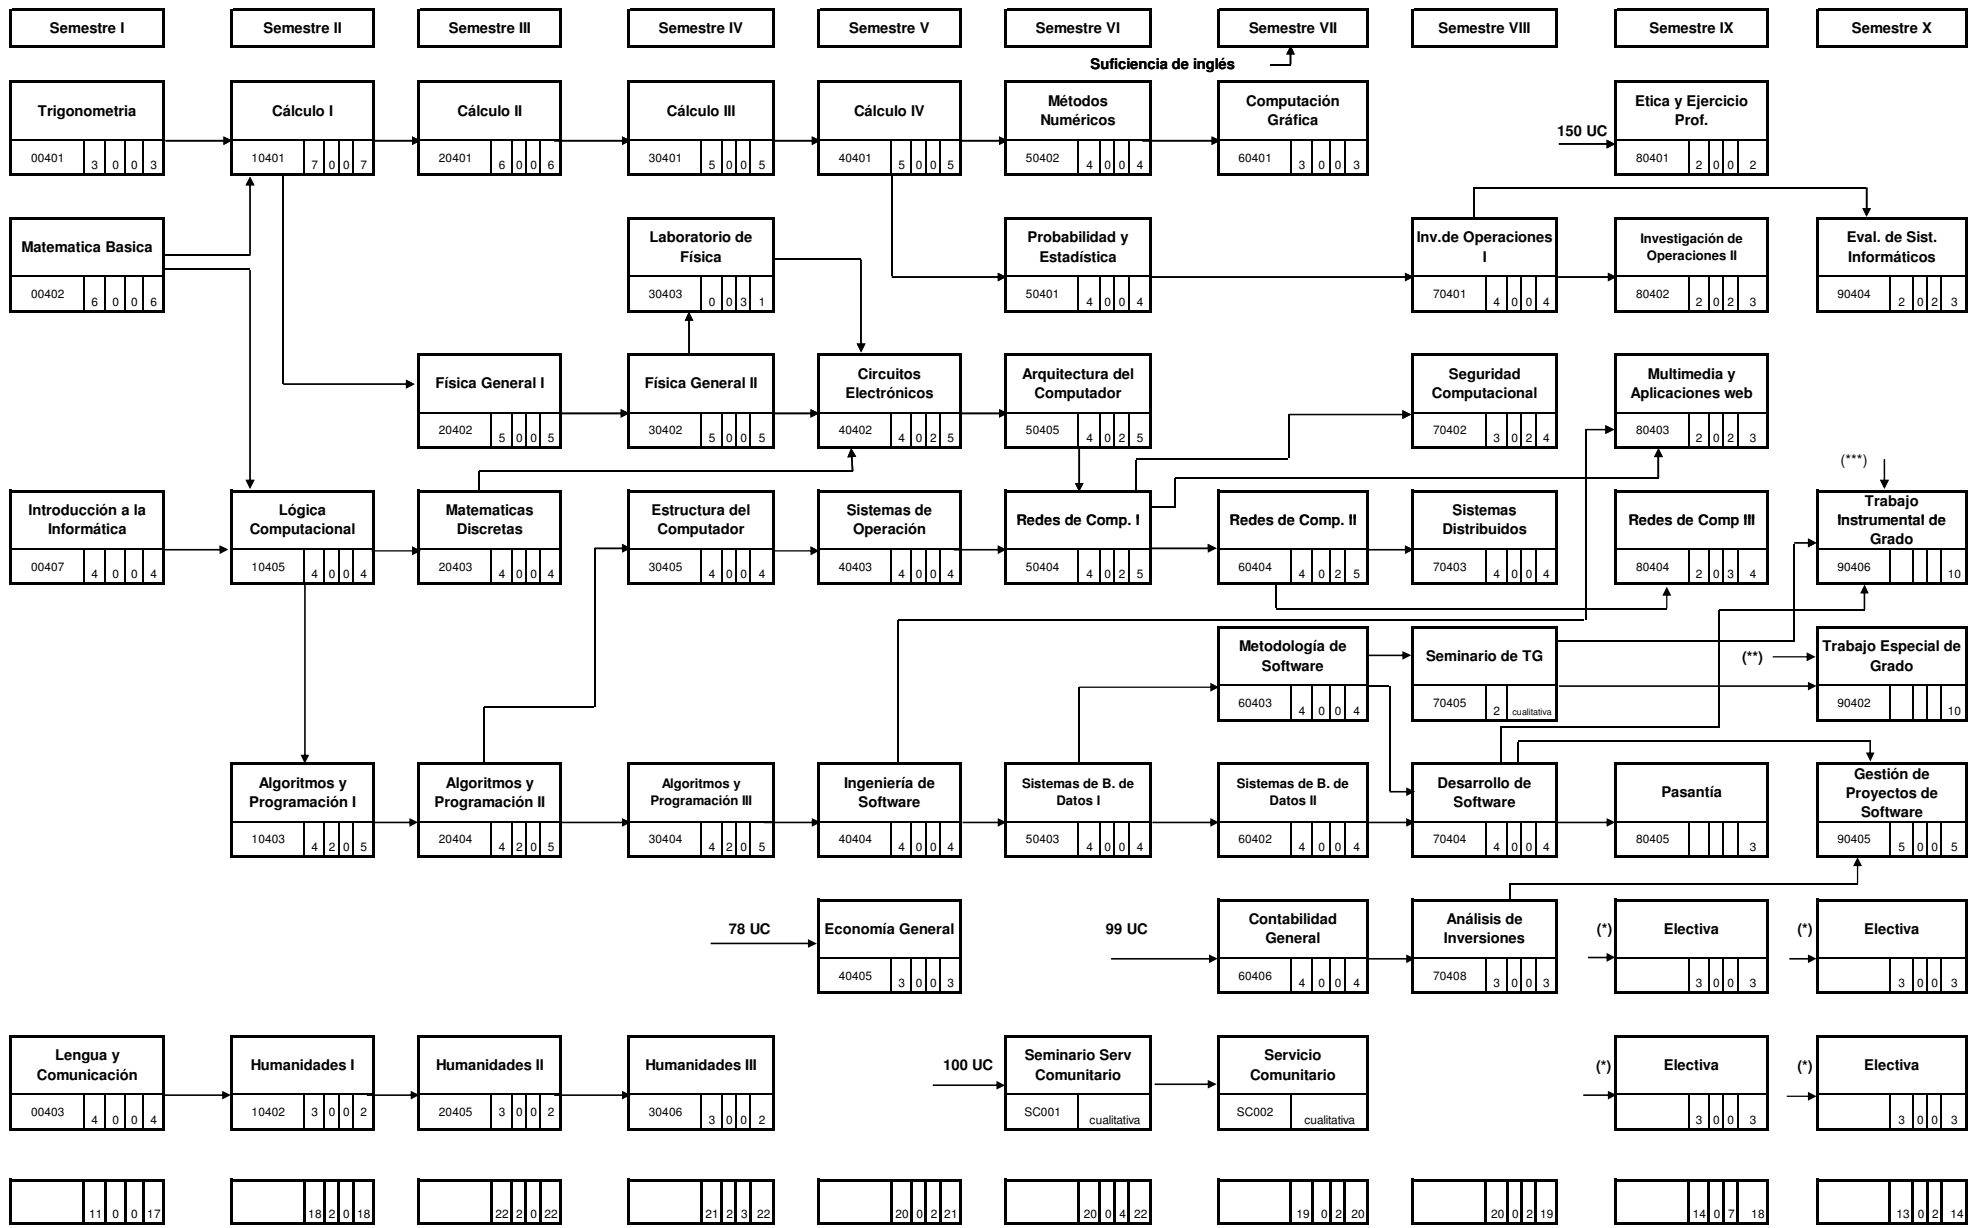 Semestre I
Semestre II
Semestre III
Semestre IV
Semestre V
Semestre VI
Semestre VII
Semestre VIII
Semestre IX
Semestre X
Suficiencia de inglés
Trigonometria
00401 3 0 0 3
Cálculo I
10401 7 0 0 7
Cálculo II
20401 6 0 0 6
Cálculo III
30401 5 0 0 5
Cálculo IV
40401 5 0 0 5
Métodos
Numéricos
50402 4 0 0 4
Computación
Gráfica
60401 3 0 0 3
150 UC
Etica y Ejercicio
Prof.
80401 2 0 0 2
Matematica Basica
00402 6 0 0 6
Laboratorio de
Física
30403 0 0 3 1
Probabilidad y
Estadística
50401 4 0 0 4
Inv.de Operaciones
I
70401 4 0 0 4
Investigación de
Operaciones II
80402 2 0 2 3
Eval. de Sist.
Informáticos
90404 2 0 2 3
Física General I
20402 5 0 0 5
Física General II
30402 5 0 0 5
Circuitos
Electrónicos
40402 4 0 2 5
Arquitectura del
Computador
50405 4 0 2 5
Seguridad
Computacional
70402 3 0 2 4
Multimedia y
Aplicaciones web
80403 2 0 2 3
(***)
Introducción a la
Informática
00407 4 0 0 4
Lógica
Computacional
10405 4 0 0 4
Matematicas
Discretas
20403 4 0 0 4
Estructura del
Computador
30405 4 0 0 4
Sistemas de
Operación
40403 4 0 0 4
Redes de Comp. I
50404 4 0 2 5
Redes de Comp. II
60404 4 0 2 5
Sistemas
Distribuidos
70403 4 0 0 4
Redes de Comp III
80404 2 0 3 4
Trabajo
Instrumental de
Grado
90406 10
Metodología de
Software
60403 4 0 0 4
Seminario de TG
70405 2 cualitativa
(**)
Trabajo Especial de
Grado
90402 10
Algoritmos y
Programación I
10403 4 2 0 5
Algoritmos y
Programación II
20404 4 2 0 5
Algoritmos y
Programación III
30404 4 2 0 5
Ingeniería de
Software
40404 4 0 0 4
Sistemas de B. de
Datos I
50403 4 0 0 4
Sistemas de B. de
Datos II
60402 4 0 0 4
Desarrollo de
Software
70404 4 0 0 4
Pasantía
80405 3
Gestión de
Proyectos de
Software
90405 5 0 0 5
78 UC
Economía General
40405 3 0 0 3
99 UC
Contabilidad
General
60406 4 0 0 4
Análisis de
Inversiones
70408 3 0 0 3
(*)
Electiva
3 0 0 3
(*)
Electiva
3 0 0 3
Lengua y
Comunicación
00403 4 0 0 4
Humanidades I
10402 3 0 0 2
Humanidades II
20405 3 0 0 2
Humanidades III
30406 3 0 0 2
100 UC
Seminario Serv
Comunitario
SC001 cualitativa
Servicio
Comunitario
SC002 cualitativa
(*)
Electiva
3 0 0 3
(*)
Electiva
3 0 0 3
11 0 0 17
18 2 0 18
22 2 0 22
21 2 3 22
20 0 2 21
20 0 4 22
19 0 2 20
20 0 2 19
14 0 7 18
13 0 2 14